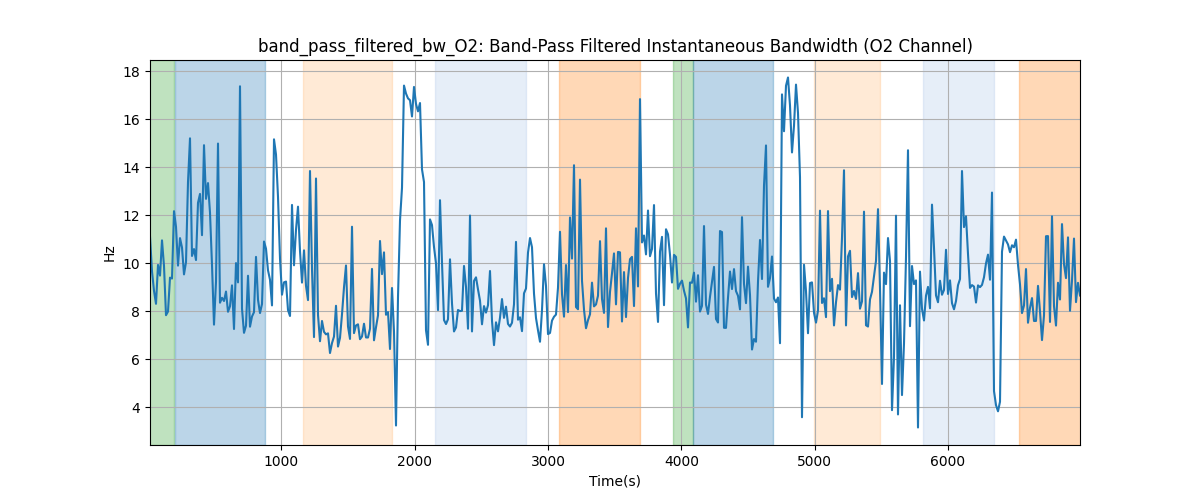 band_pass_filtered_bw_O2: Band-Pass Filtered Instantaneous Bandwidth (O2 Channel)
18
16
14
12
10
8
6
4
Hz
1000 2000 3000 4000 5000 6000
Time(s)